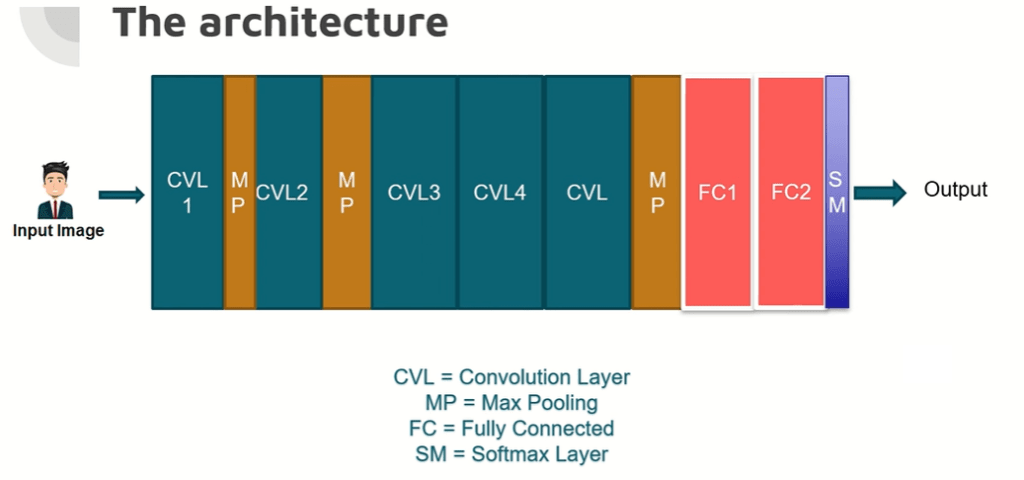 The architecture
CVL
1
M
P
CVL2
M
P
CVL3
CVL4
CVL
M
P
FC1
FC2
S
M
Output
Input Image
CVL = Convolution Layer
MP = Max Pooling
FC = Fully Connected
SM = Softmax Layer